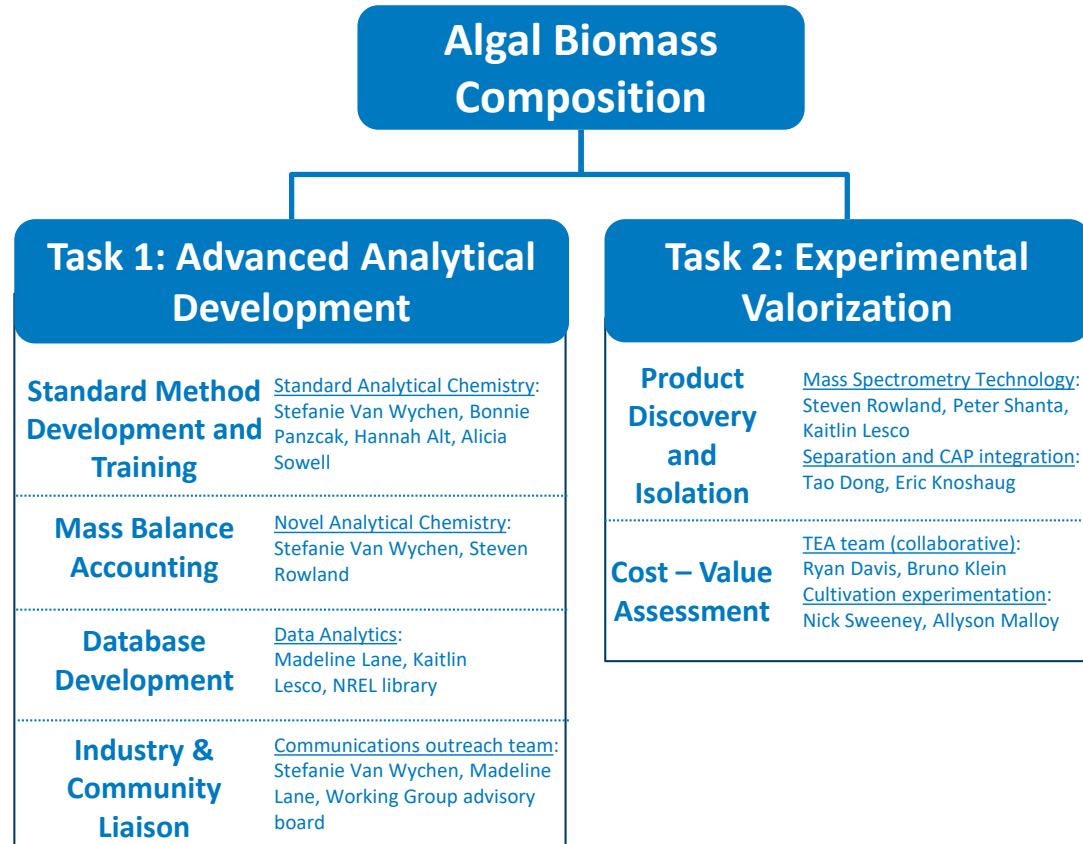 Algal Biomass
Composition
Task 1: Advanced Analytical
Development
Standard Method
Development and
Training
Standard Analytical Chemistry:
Stefanie Van Wychen, Bonnie
Panzcak, Hannah Alt, Alicia
Sowell
Mass Balance
Accounting
Novel Analytical Chemistry:
Stefanie Van Wychen, Steven
Rowland
Database
Development
Data Analytics:
Madeline Lane, Kaitlin
Lesco, NREL library
Industry &
Community
Liaison
Communications outreach team:
Stefanie Van Wychen, Madeline
Lane, Working Group advisory
board
Task 2: Experimental
Valorization
Product
Discovery
and
Isolation
Mass Spectrometry Technology:
Steven Rowland, Peter Shanta,
Kaitlin Lesco
Separation and CAP integration:
Tao Dong, Eric Knoshaug
Cost – Value
Assessment
TEA team (collaborative):
Ryan Davis, Bruno Klein
Cultivation experimentation:
Nick Sweeney, Allyson Malloy